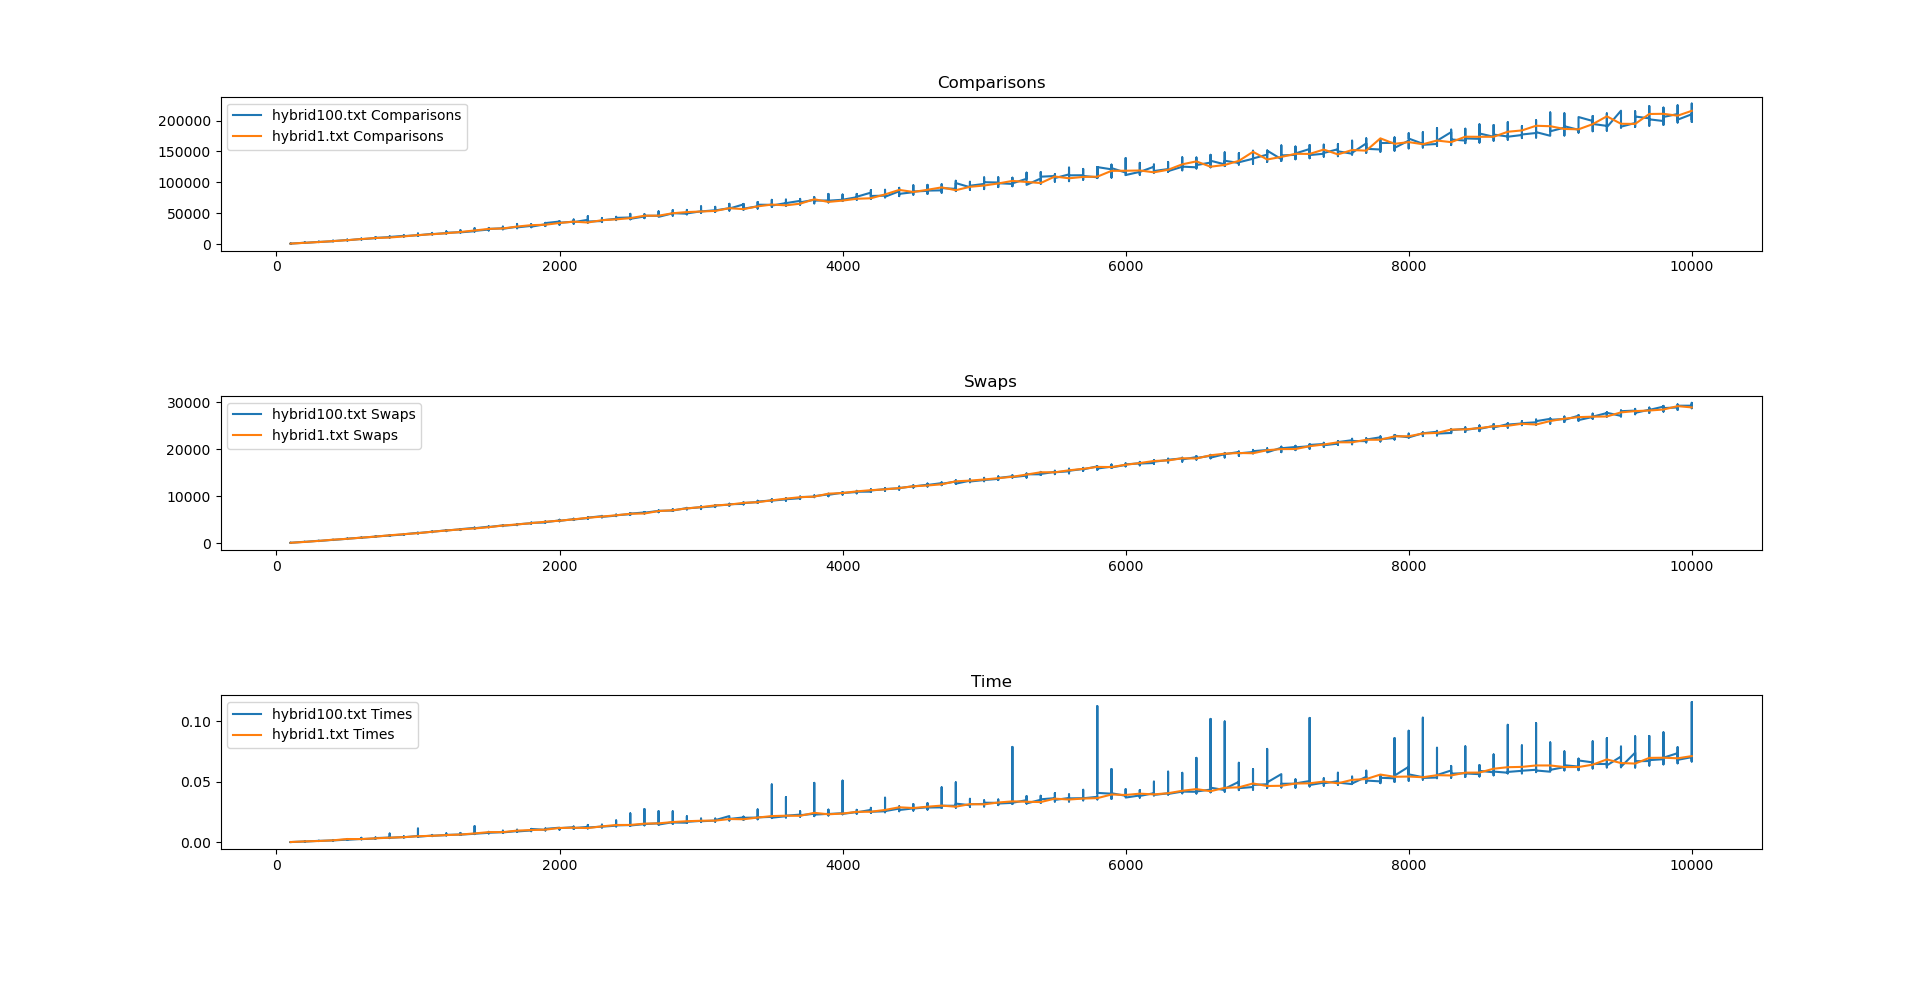 Comparisons
hybrid100.txt Comparisons
hybrid1.txt Comparisons
200000
150000
100000
50000
0
0 2000 4000 6000 8000 10000
Swaps
hybrid100.txt Swaps
hybrid1.txt Swaps
30000
20000
10000
0
0 2000 4000 6000 8000 10000
Time
hybrid100.txt Times
hybrid1.txt Times
0.10
0.05
0.00
0 2000 4000 6000 8000 10000